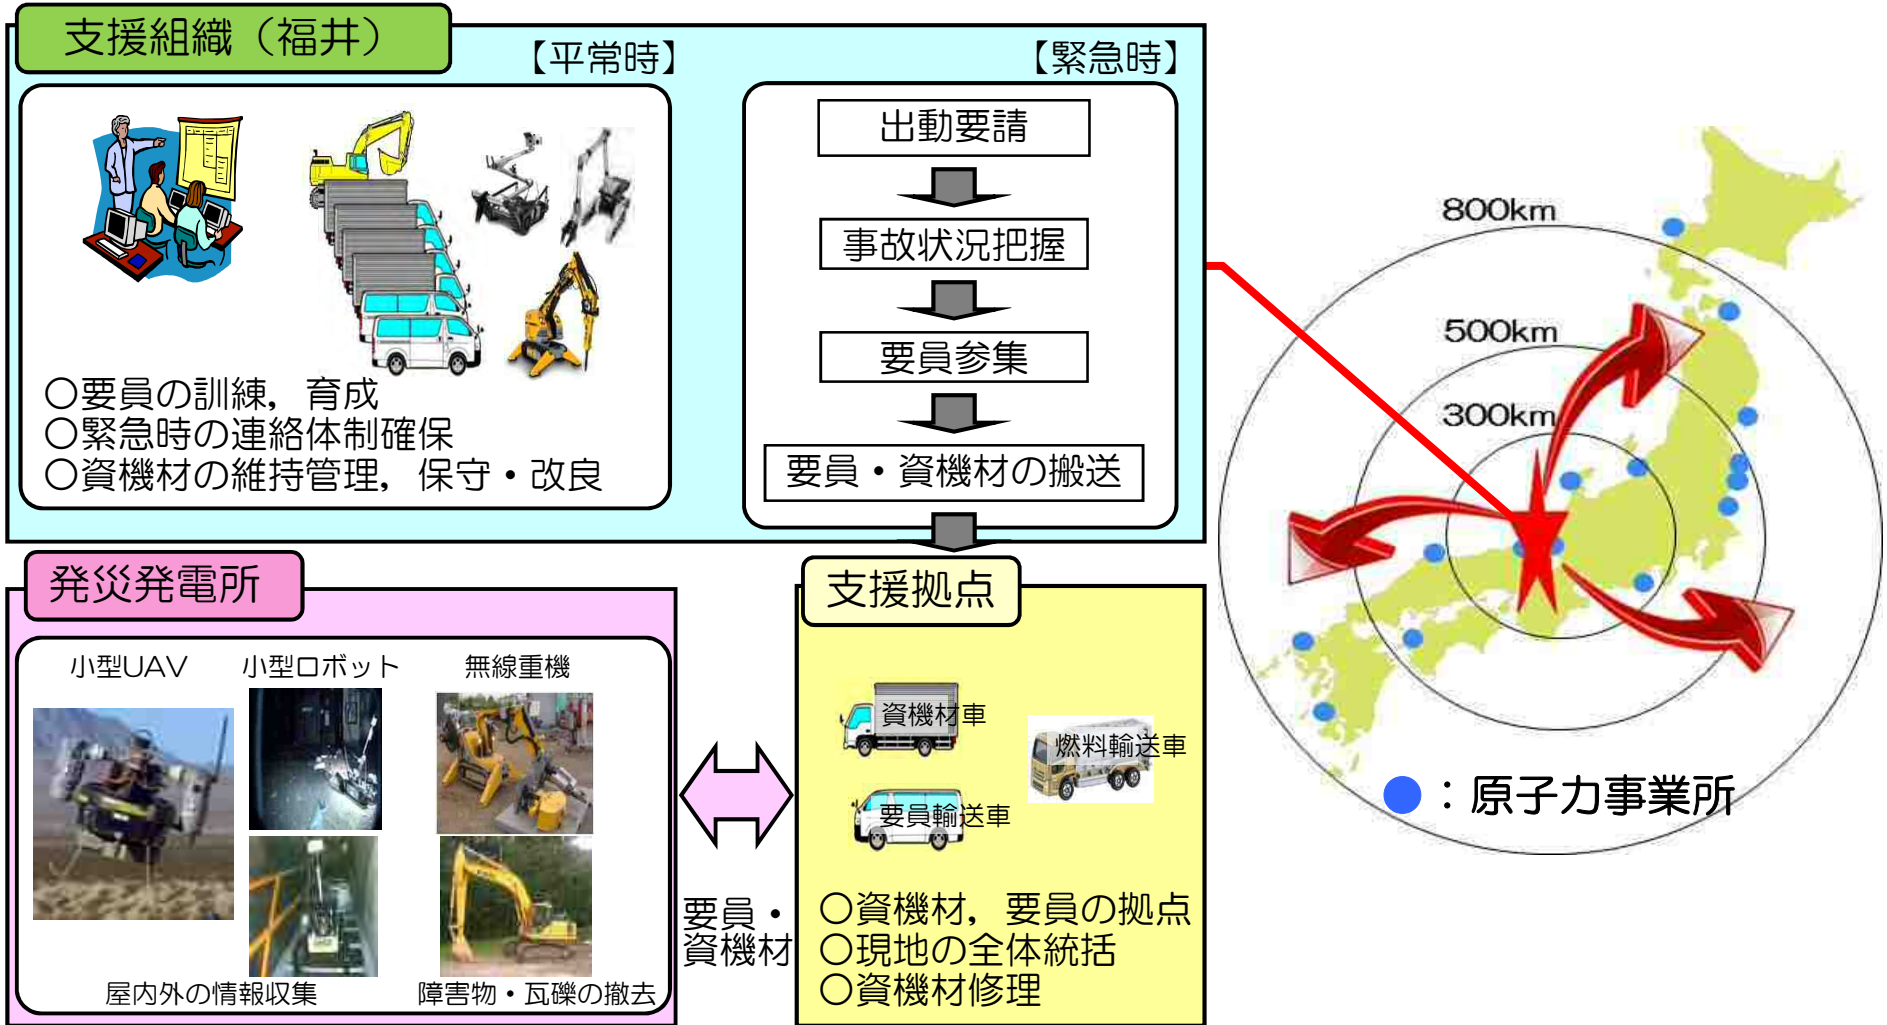 支援組織（福井）
【平常時】
○要員の訓練，育成
○緊急時の連絡体制確保
○資機材の維持管理，保守・改良
【緊急時】
出動要請
事故状況把握
要員参集
要員・資機材の搬送
発災発電所
小型UAV
小型ロボット
無線重機
屋内外の情報収集
障害物・瓦礫の撤去
要員・
資機材
支援拠点
資機材車
燃料輸送車
要員輸送車
○資機材，要員の拠点
○現地の全体統括
○資機材修理
800km
500km
300km
：原子力事業所